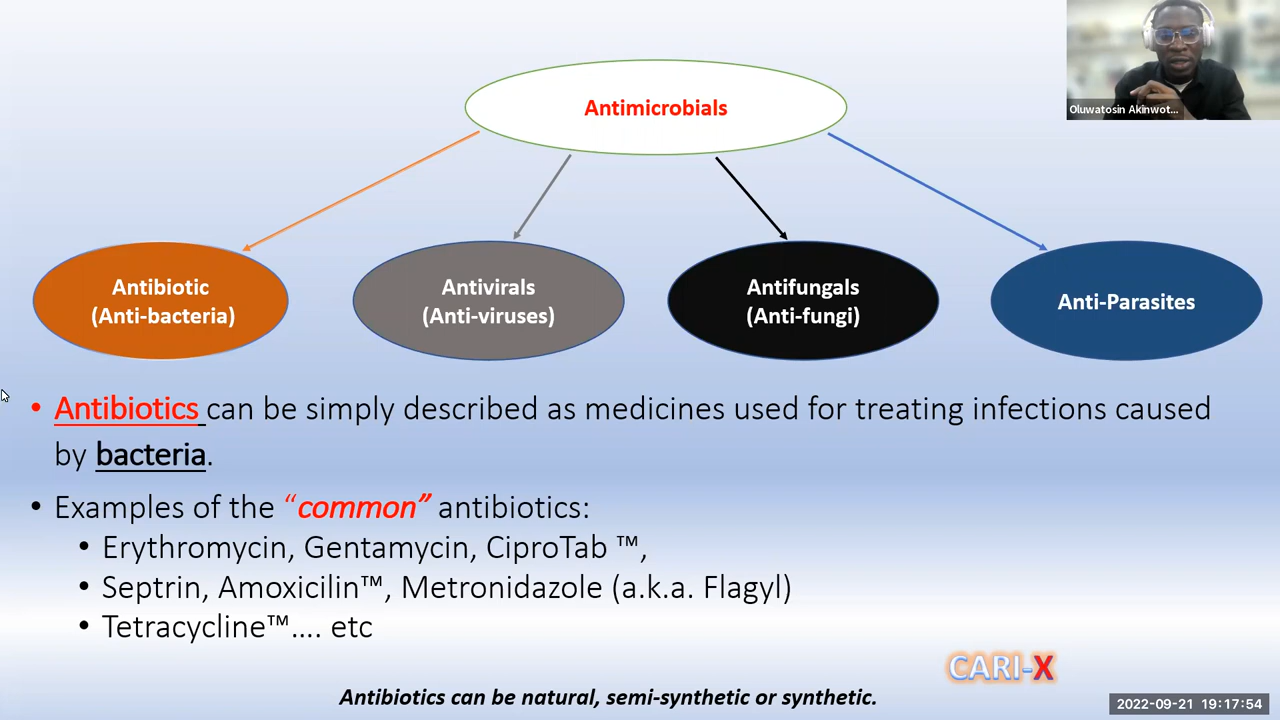 Antimicrobials
Oluwatosin Akinwot...
Antibiotic
(Anti-bacteria)
Antivirals
(Anti-viruses)
Antifungals
(Anti-fungi)
Anti-Parasites
• Antibiotics can be simply described as medicines used for treating infections caused
by bacteria.
• Examples of the “common” antibiotics:
• Erythromycin, Gentamycin, CiproTab ™,
• Septrin, Amoxicilin™, Metronidazole (a.k.a. Flagyl)
• Tetracycline™.... etc
CARI-X
Antibiotics can be natural, semi-synthetic or synthetic.
2022-09-21 19:17:54